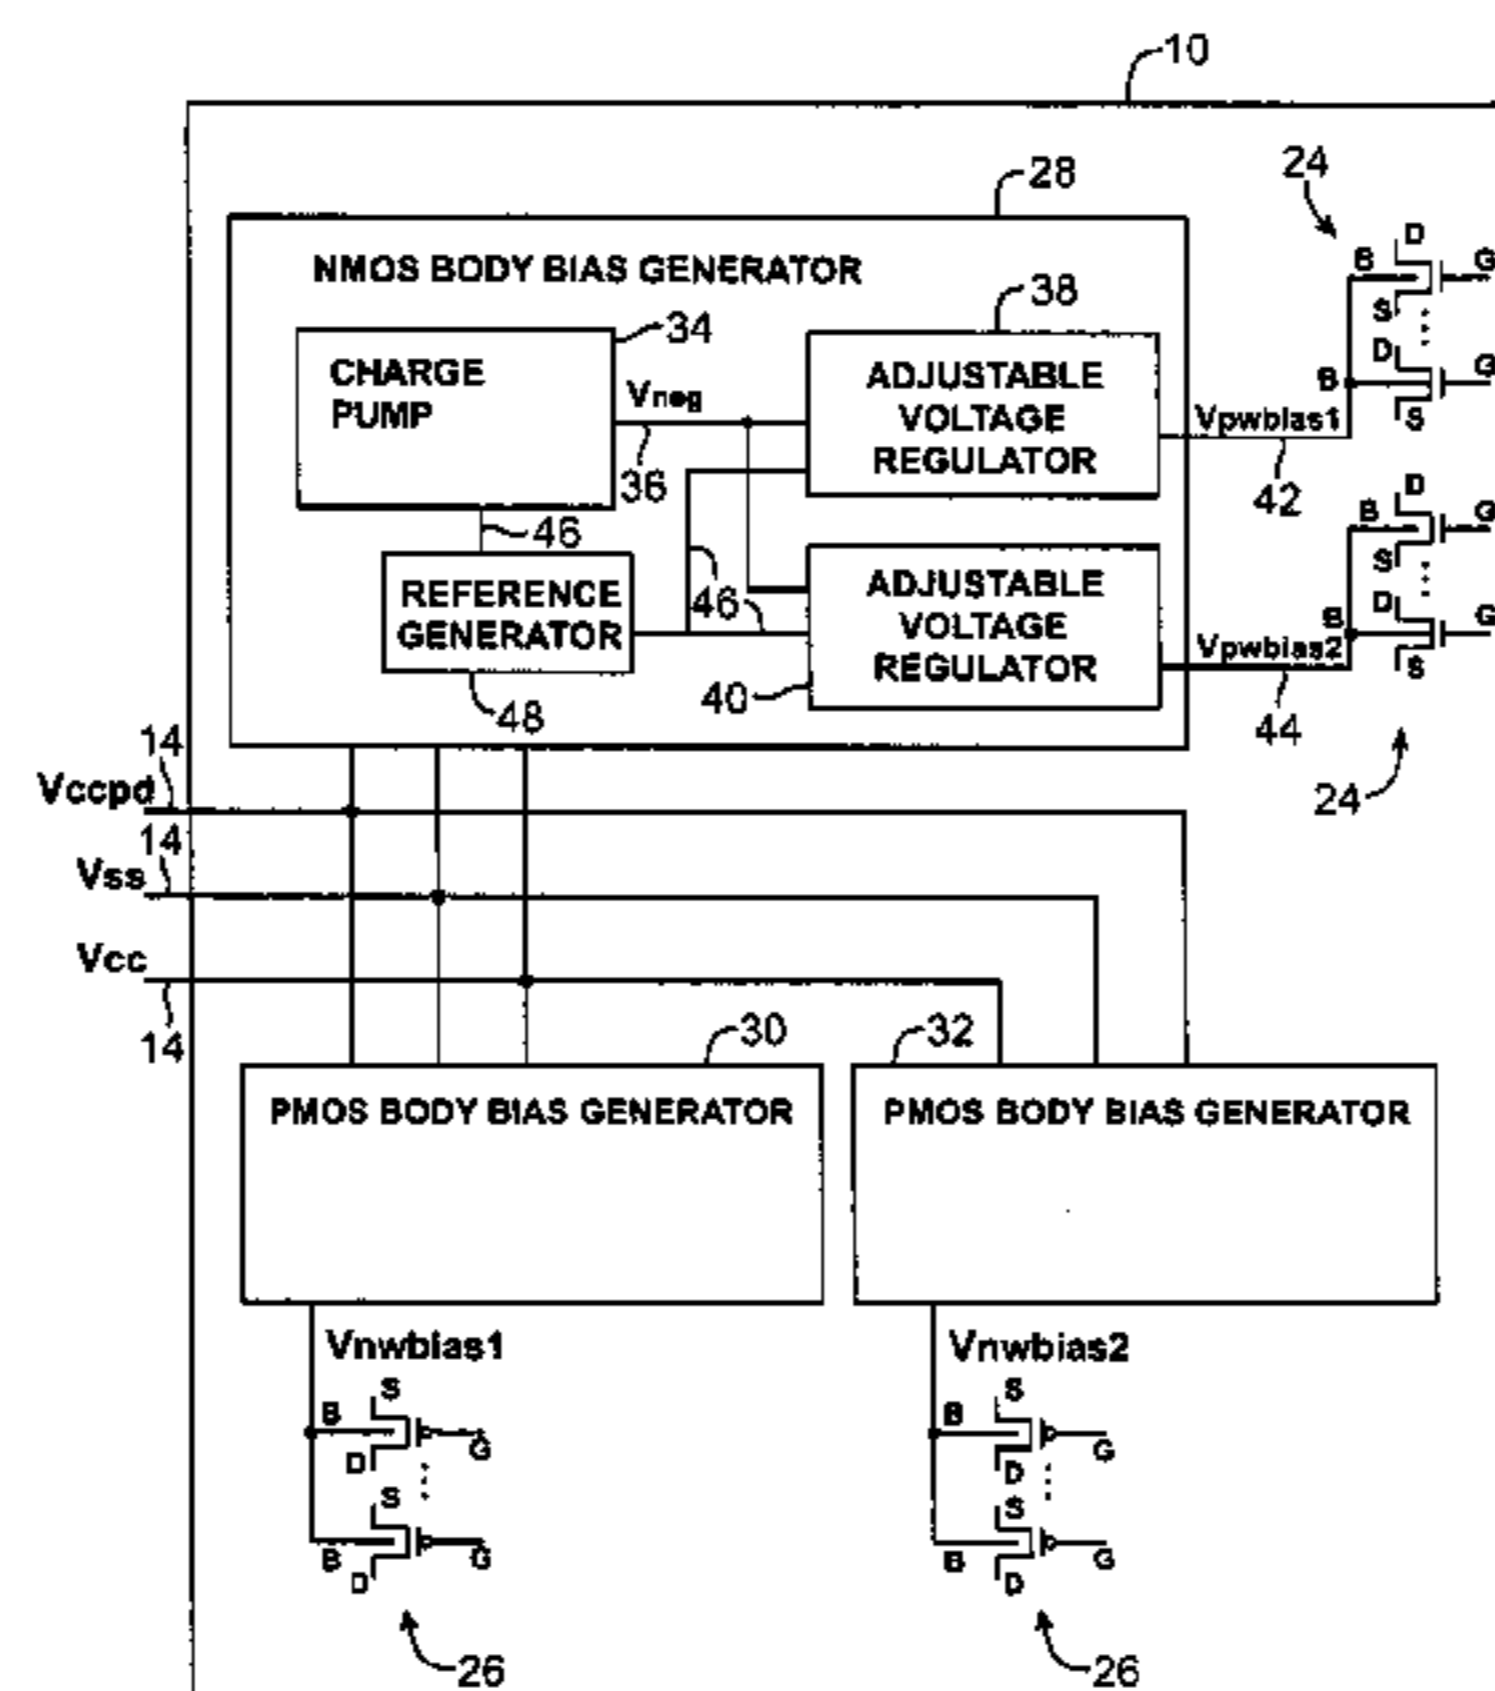 10
28
24
NMOS BODY BIAS GENERATOR
D
B
G
S
34
38
CHARGE
PUMP
Vneg
36
ADJUSTABLE
VOLTAGE
REGULATOR
D
B
G
S
Vpwbias1
42
46
REFERENCE
GENERATOR
48
46
ADJUSTABLE
VOLTAGE
REGULATOR
40
D
B
G
S
D
B
G
S
Vpwbias2
44
24
14
Vccpd
14
Vss
Vcc
14
30
32
PMOS BODY BIAS GENERATOR
PMOS BODY BIAS GENERATOR
Vnwbias1
Vnwbias2
S
B
G
D
S
B
G
D
S
B
G
D
S
B
G
D
26
26